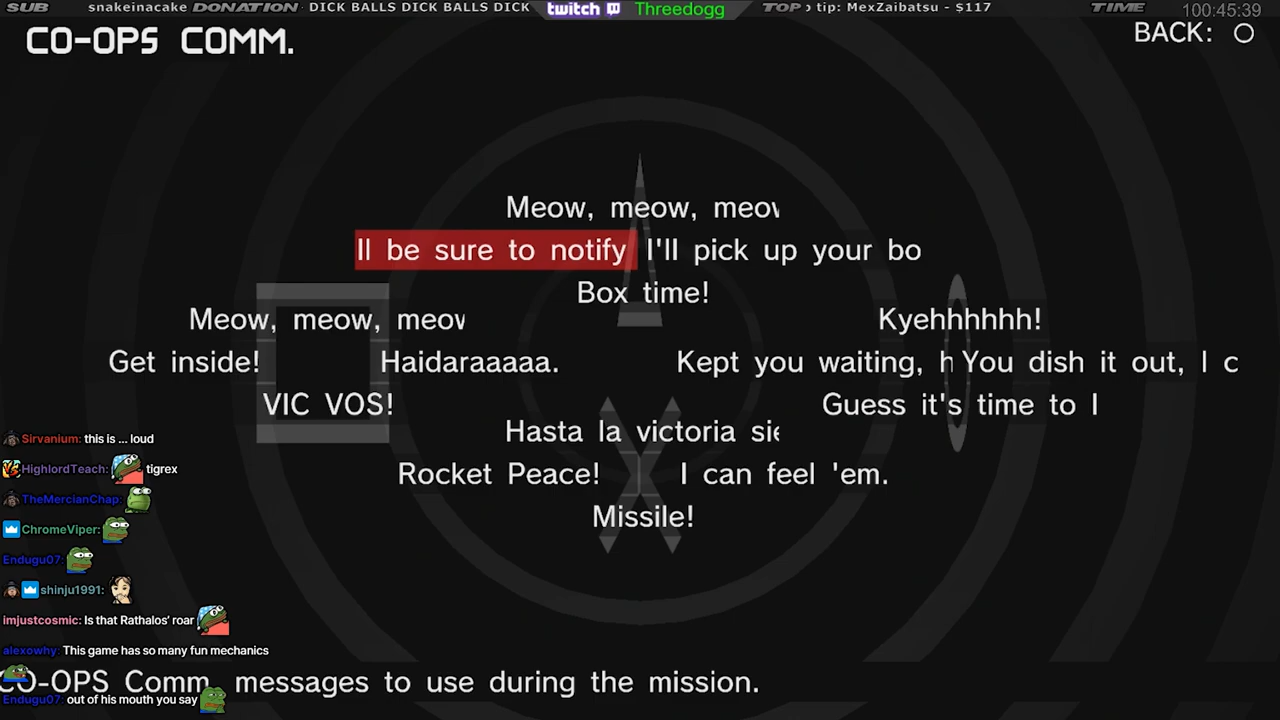 SUB snakeinacake DONATION DICK BALLS DICK BALLS DICK twitch Threedogg TOP tip: MexZaibatsu - $117 TIME 100:45:39
CO-OPS COMM.
BACK:
Meow, meow, meow
ll be sure to notify I'll pick up your bo
Box time!
Meow, meow, meow
Kyehhhhhh!
Get inside! Haidaraaaaa.
Kept you waiting, h You dish it out, I c
VIC VOS!
Guess it's time to l
Hasta la victoria sie
Rocket Peace! I can feel 'em.
Missile!
Sirvanium: this is ... loud
HighlordTeach: tigrex
TheMercianChap:
ChromeViper:
Endugu07:
shinju1991:
imjustcosmic: Is that Rathalos' roar
alexowhy: This game has so many fun mechanics
CO-OPS Comm. messages to use during the mission.
Endugu07: out of his mouth you say